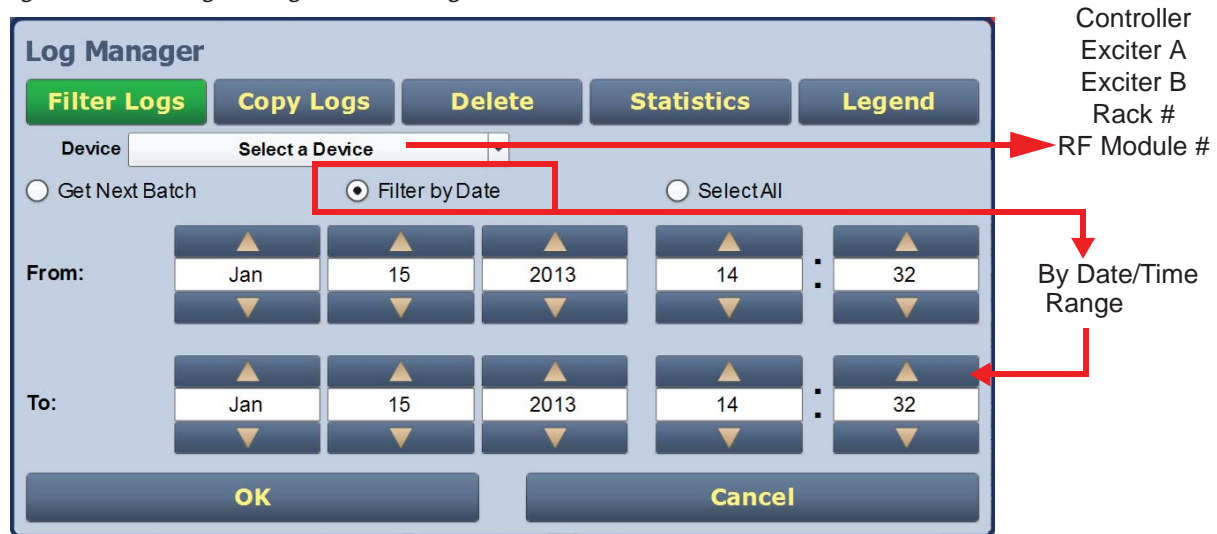 Controller
Exciter A
Exciter B
Rack #
RF Module #
Log Manager
Filter Logs Copy Logs Delete Statistics Legend
Device Select a Device
Get Next Batch Filter by Date Select All
From: Jan 15 2013 14 : 32
By Date/Time
Range
To: Jan 15 2013 14 : 32
OK Cancel